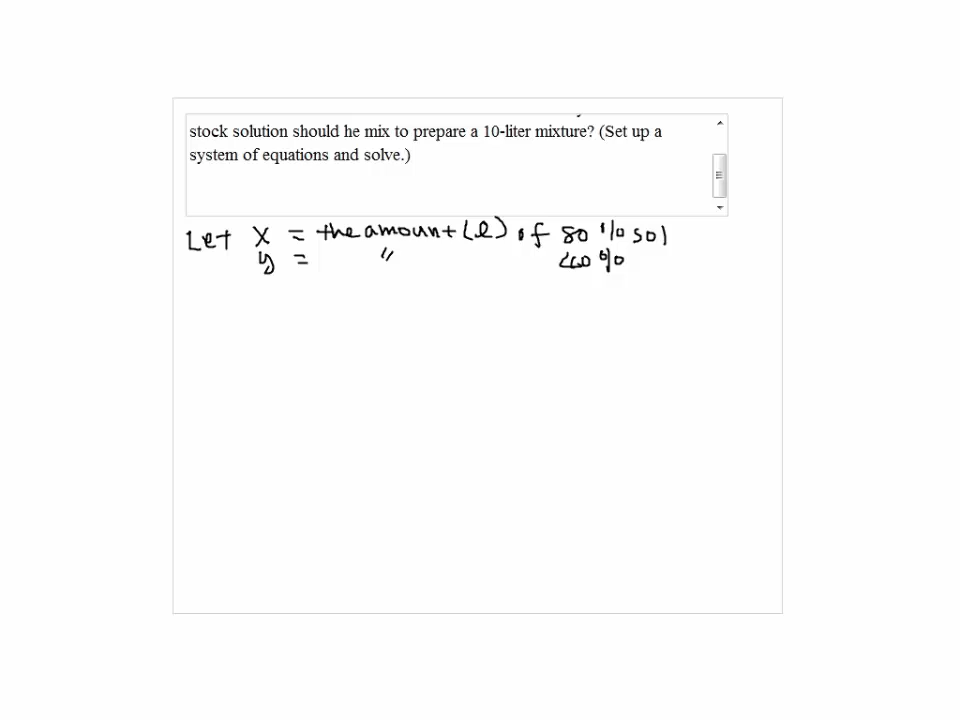 stock solution should he mix to prepare a 10-liter mixture? (Set up a
system of equations and solve.)
Let x = the amount (l) of 80 % sol
y = " 40 %